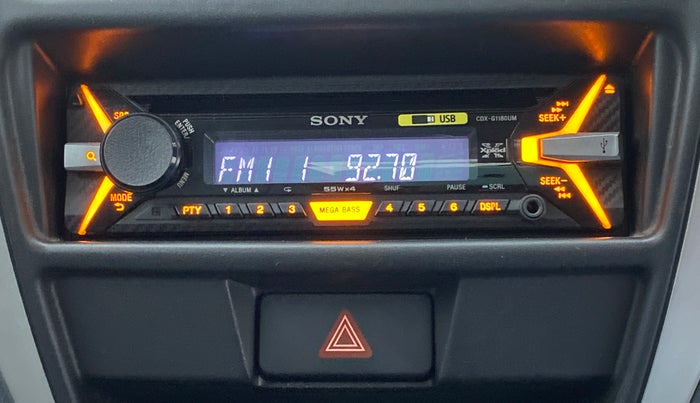 SONY
USB
CDX-G1180UM
SRC
PUSH ENTER/
MENU
SEEK+
Xplod
FM1 1 92.70
MODE
SEEK-
ALBUM
55W×4
SHUF
PAUSE
SCRL
PTY 1 2 3 MEGA BASS 4 5 6 DSPL